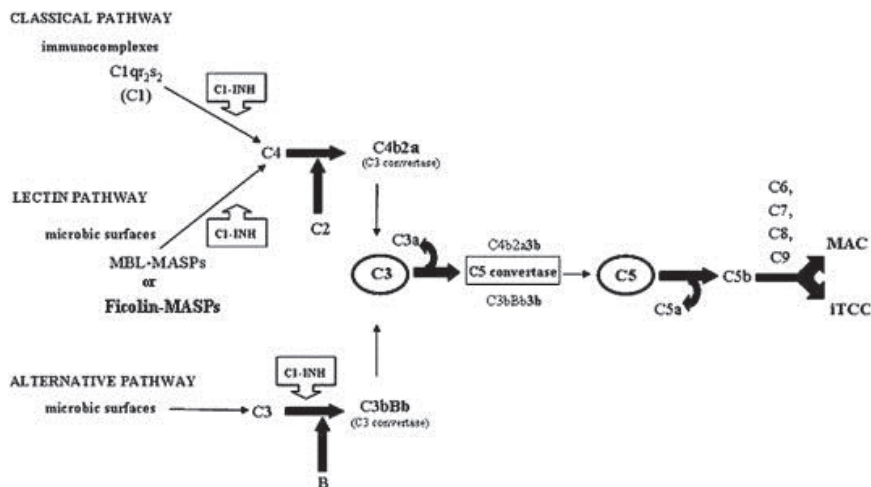 CLASSICAL PATHWAY
immunocomplexes
C1qr₂s₂
(C1)
C1-INH
C4
C4b2a
(C3 convertase)
C2
LECTIN PATHWAY
microbic surfaces
C1-INH
MBL-MASPs
or
Ficolin-MASPs
C3
C3a
C4b2a3b
C5 convertase
C3bBb3b
C5
C5a
C5b
C6,
C7,
C8,
C9
MAC
iTCC
ALTERNATIVE PATHWAY
microbic surfaces
C1-INH
C3
C3bBb
(C3 convertase)
B